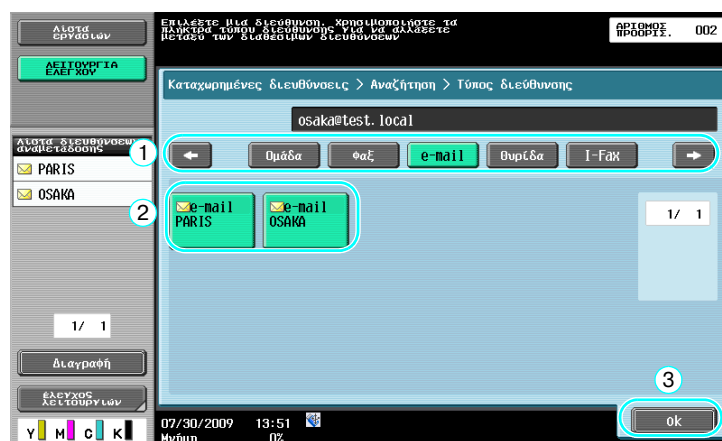 Λίστα
εργασιών
Επιλέξτε μια διεύθυνση. Χρησιμοποιήστε τα
πλήκτρα τύπου διεύθυνσης για να αλλάξετε
μεταξύ των διαθέσιμων διευθύνσεων
ΑΡΙΘΜΟΣ
ΠΡΟΟΡΙΣ. 002
ΛΕΙΤΟΥΡΓΙΑ
ΕΛΕΓΧΟΥ
Καταχωρημένες διευθύνσεις > Αναζήτηση > Τύπος διεύθυνσης
osaka@test.local
Λίστα διευθύνσεων
αναμετάδοσης
1
Ομάδα Φαξ e-mail Θυρίδα I-Fax
PARIS
OSAKA
2
e-mail
PARIS
e-mail
OSAKA
1/ 1
1/ 1
Διαγραφή
3
έλεγχος
λειτουργιών
ok
Y M C K
07/30/2009 13:51
Μνήμη 0%